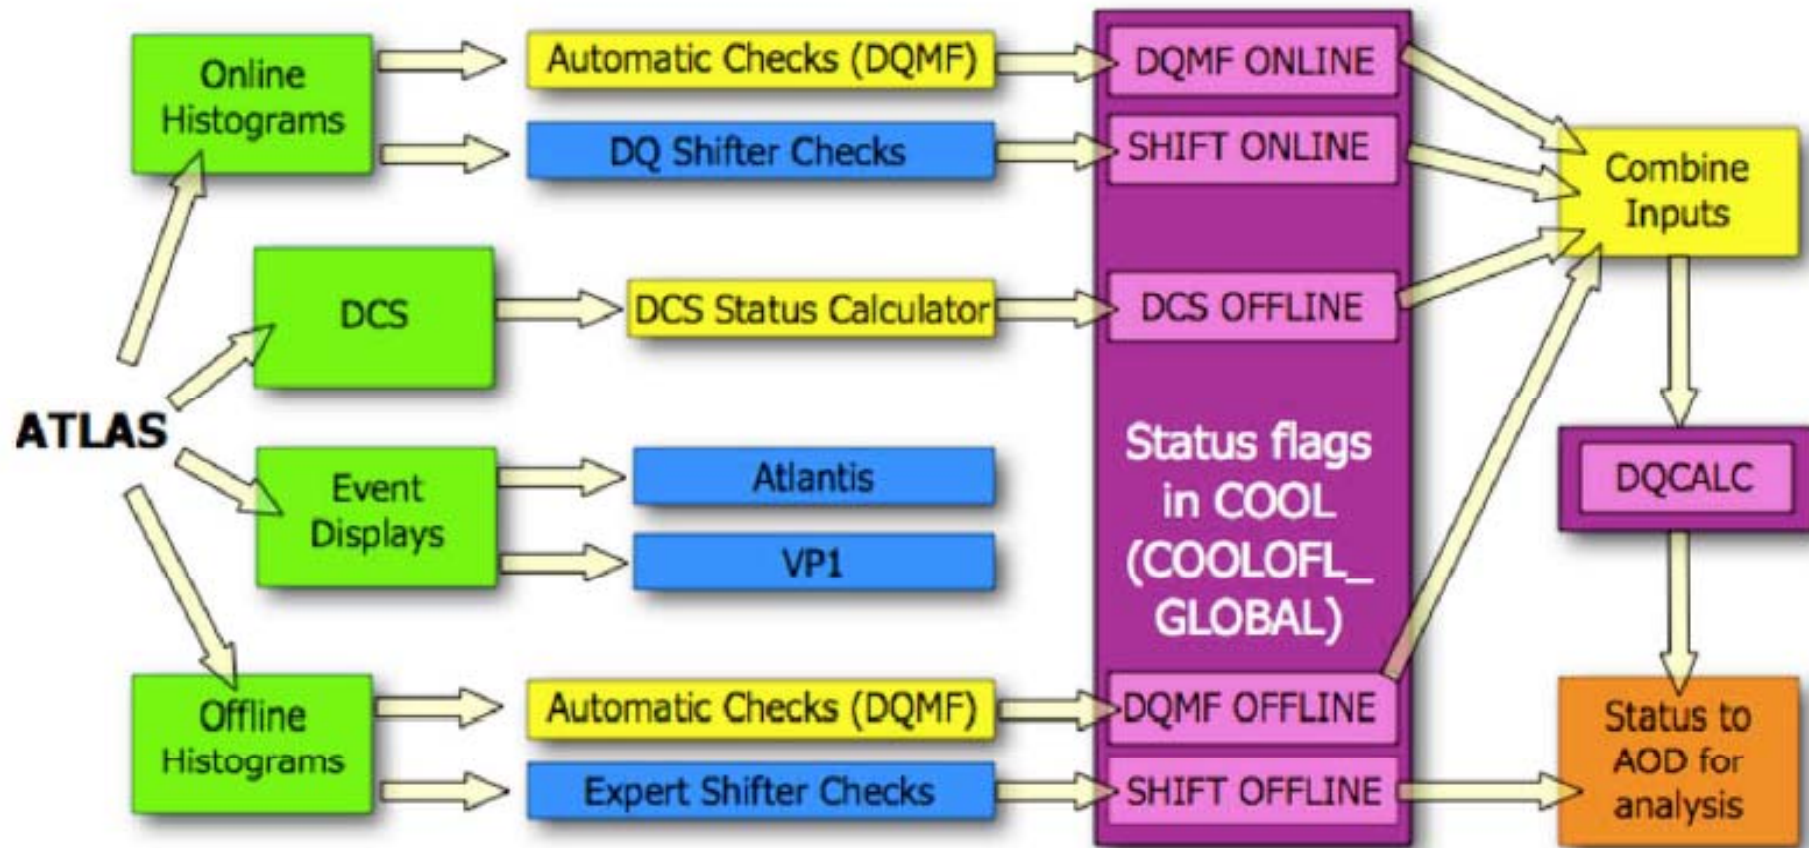 Online
Histograms
Automatic Checks (DQMF)
DQMF ONLINE
DQ Shifter Checks
SHIFT ONLINE
Combine
Inputs
DCS
DCS Status Calculator
DCS OFFLINE
ATLAS
Event
Displays
Atlantis
VP1
Status flags
in COOL
(COOLOFL_
GLOBAL)
DQCALC
Offline
Histograms
Automatic Checks (DQMF)
DQMF OFFLINE
Expert Shifter Checks
SHIFT OFFLINE
Status to
AOD for
analysis